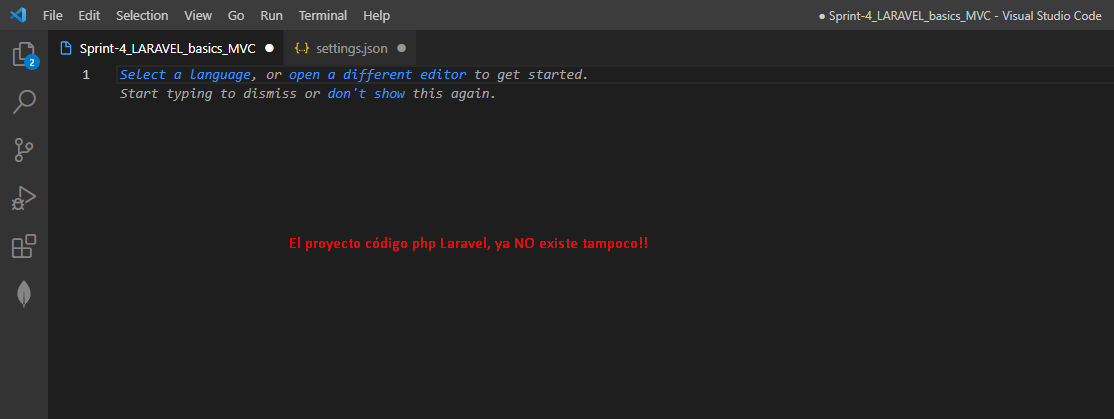 File Edit Selection View Go Run Terminal Help ● Sprint-4_LARAVEL_basics_MVC - Visual Studio Code
Sprint-4_LARAVEL_basics_MVC ● {..} settings.json ●
2
1 Select a language, or open a different editor to get started.
Start typing to dismiss or don't show this again.
El proyecto código php Laravel, ya NO existe tampoco!!